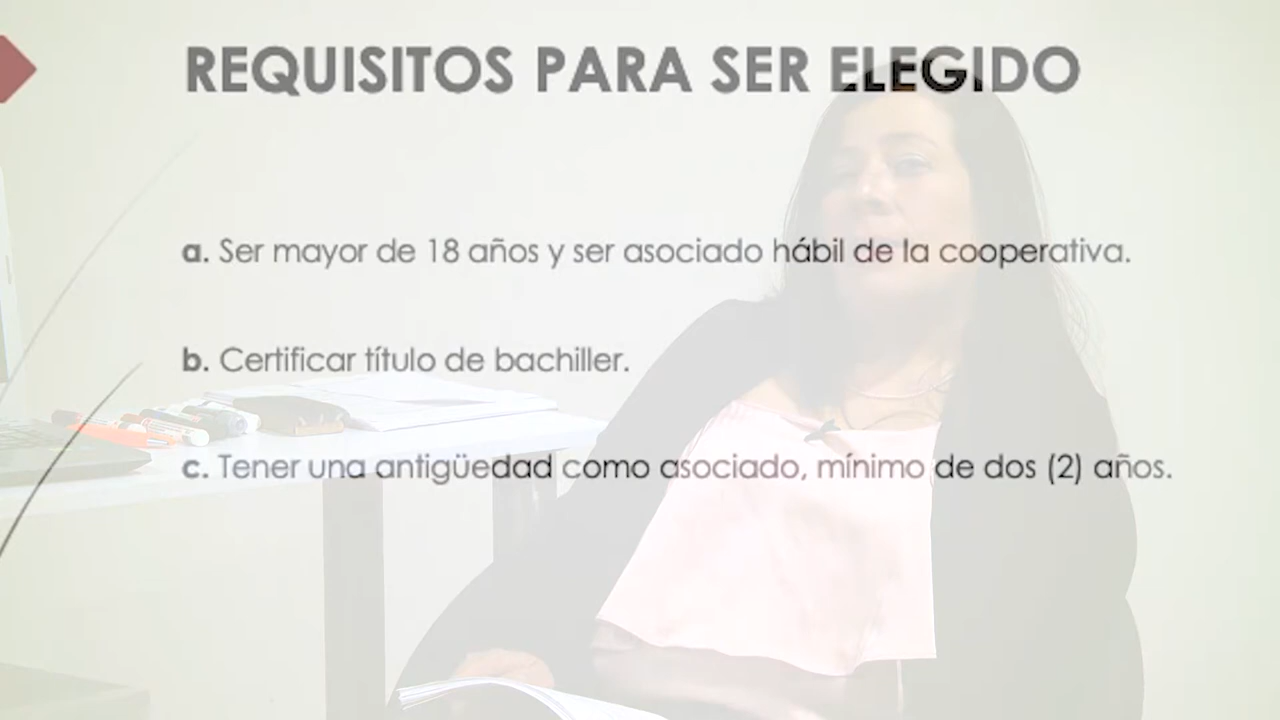 REQUISITOS PARA SER ELEGIDO
a. Ser mayor de 18 años y ser asociado hábil de la cooperativa.
b. Certificar título de bachiller.
c. Tener una antigüedad como asociado, mínimo de dos (2) años.